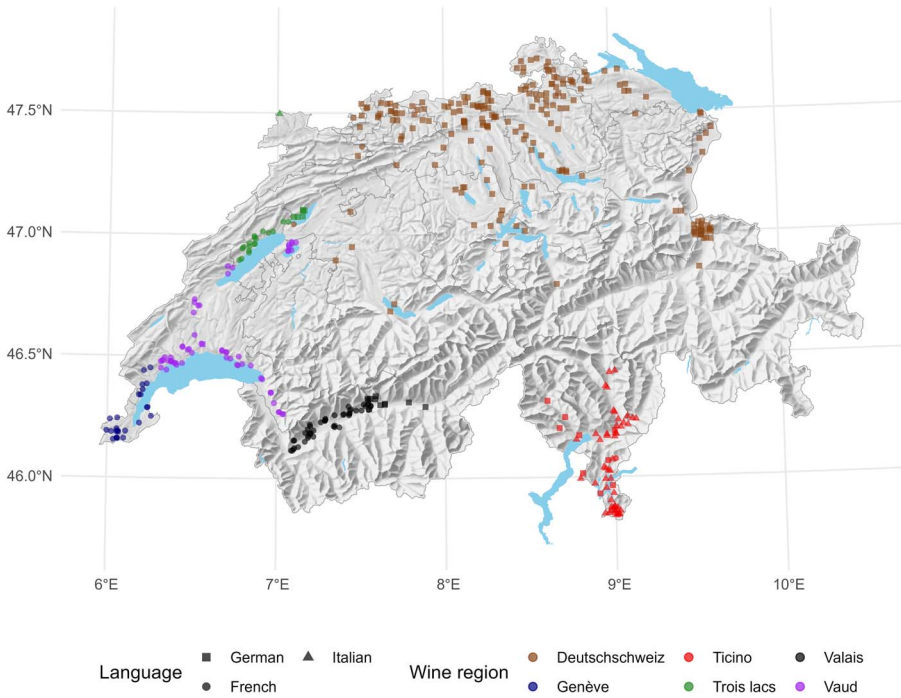 47.5°N
47.0°N
46.5°N
46.0°N
6°E 7°E 8°E 9°E 10°E
Language German Italian Wine region Deutschschweiz Ticino Valais
French Genève Trois lacs Vaud